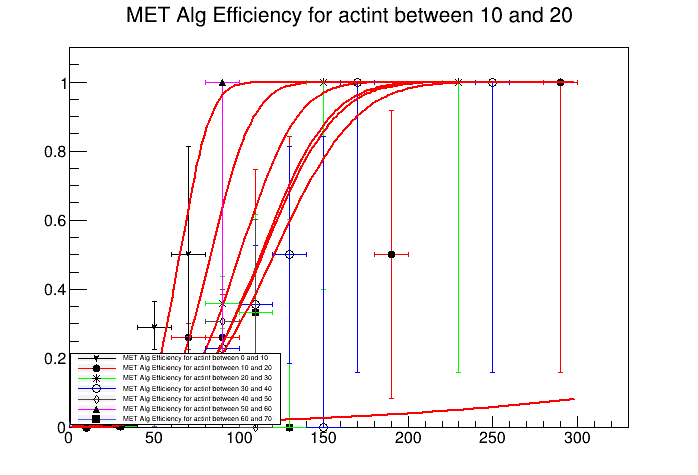 MET Alg Efficiency for actint between 10 and 20
1
0.8
0.6
0.4
0.2
0
MET Alg Efficiency for actint between 0 and 10
MET Alg Efficiency for actint between 10 and 20
MET Alg Efficiency for actint between 20 and 30
MET Alg Efficiency for actint between 30 and 40
MET Alg Efficiency for actint between 40 and 50
MET Alg Efficiency for actint between 50 and 60
MET Alg Efficiency for actint between 60 and 70
0 50 100 150 200 250 300